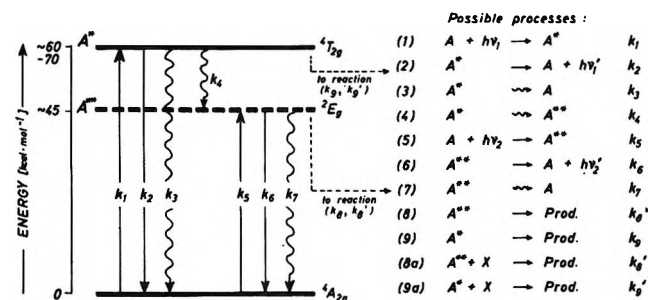 Possible processes :
A* ⁴T₂g
~60
-70
k₄
to reaction
(k₉, k₉')
A** ²Eg
~45
ENERGY [kcal·mol⁻¹]
k₁ k₂ k₃ k₅ k₆ k₇
to reaction
(k₈, k₈')
0 ⁴A₂g
(1) A + hν₁ → A* k₁
(2) A* → A + hν₁' k₂
(3) A* ⇝ A k₃
(4) A* ⇝ A** k₄
(5) A + hν₂ → A** k₅
(6) A** → A + hν₂' k₆
(7) A** ⇝ A k₇
(8) A** → Prod. k₈
(9) A* → Prod. k₉
(8a) A** + X → Prod. k₈'
(9a) A* + X → Prod. k₉'